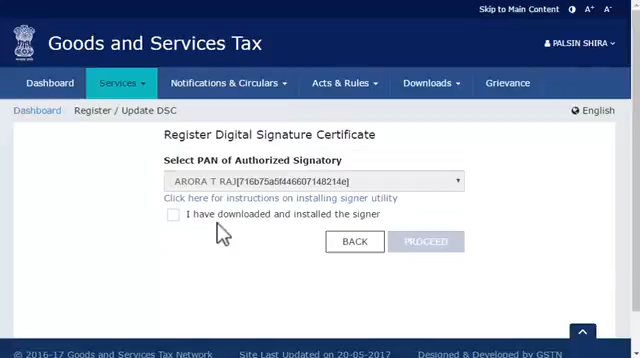 Skip to Main Content A+ A-
Goods and Services Tax
PALSIN SHIRA
Dashboard Services Notifications & Circulars Acts & Rules Downloads Grievance
Dashboard Register / Update DSC English
Register Digital Signature Certificate
Select PAN of Authorized Signatory
ARORA T RAJ[716b75a5f446607148214e]
Click here for instructions on installing signer utility
I have downloaded and installed the signer
BACK PROCEED
© 2016-17 Goods and Services Tax Network Site Last Updated on 20-05-2017 Designed & Developed by GSTN